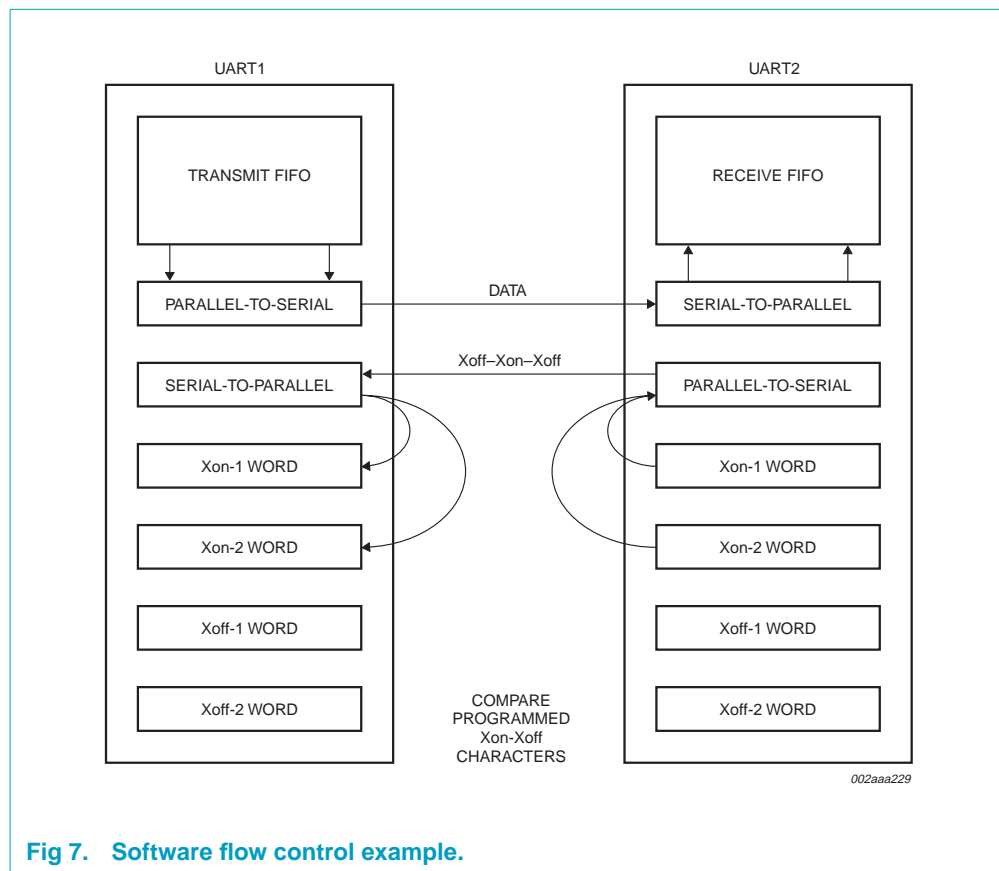 UART1
UART2
TRANSMIT FIFO
RECEIVE FIFO
PARALLEL-TO-SERIAL
DATA
SERIAL-TO-PARALLEL
SERIAL-TO-PARALLEL
Xoff–Xon–Xoff
PARALLEL-TO-SERIAL
Xon-1 WORD
Xon-1 WORD
Xon-2 WORD
Xon-2 WORD
Xoff-1 WORD
Xoff-1 WORD
Xoff-2 WORD
COMPARE
PROGRAMMED
Xon-Xoff
CHARACTERS
Xoff-2 WORD
002aaa229
Fig 7. Software flow control example.